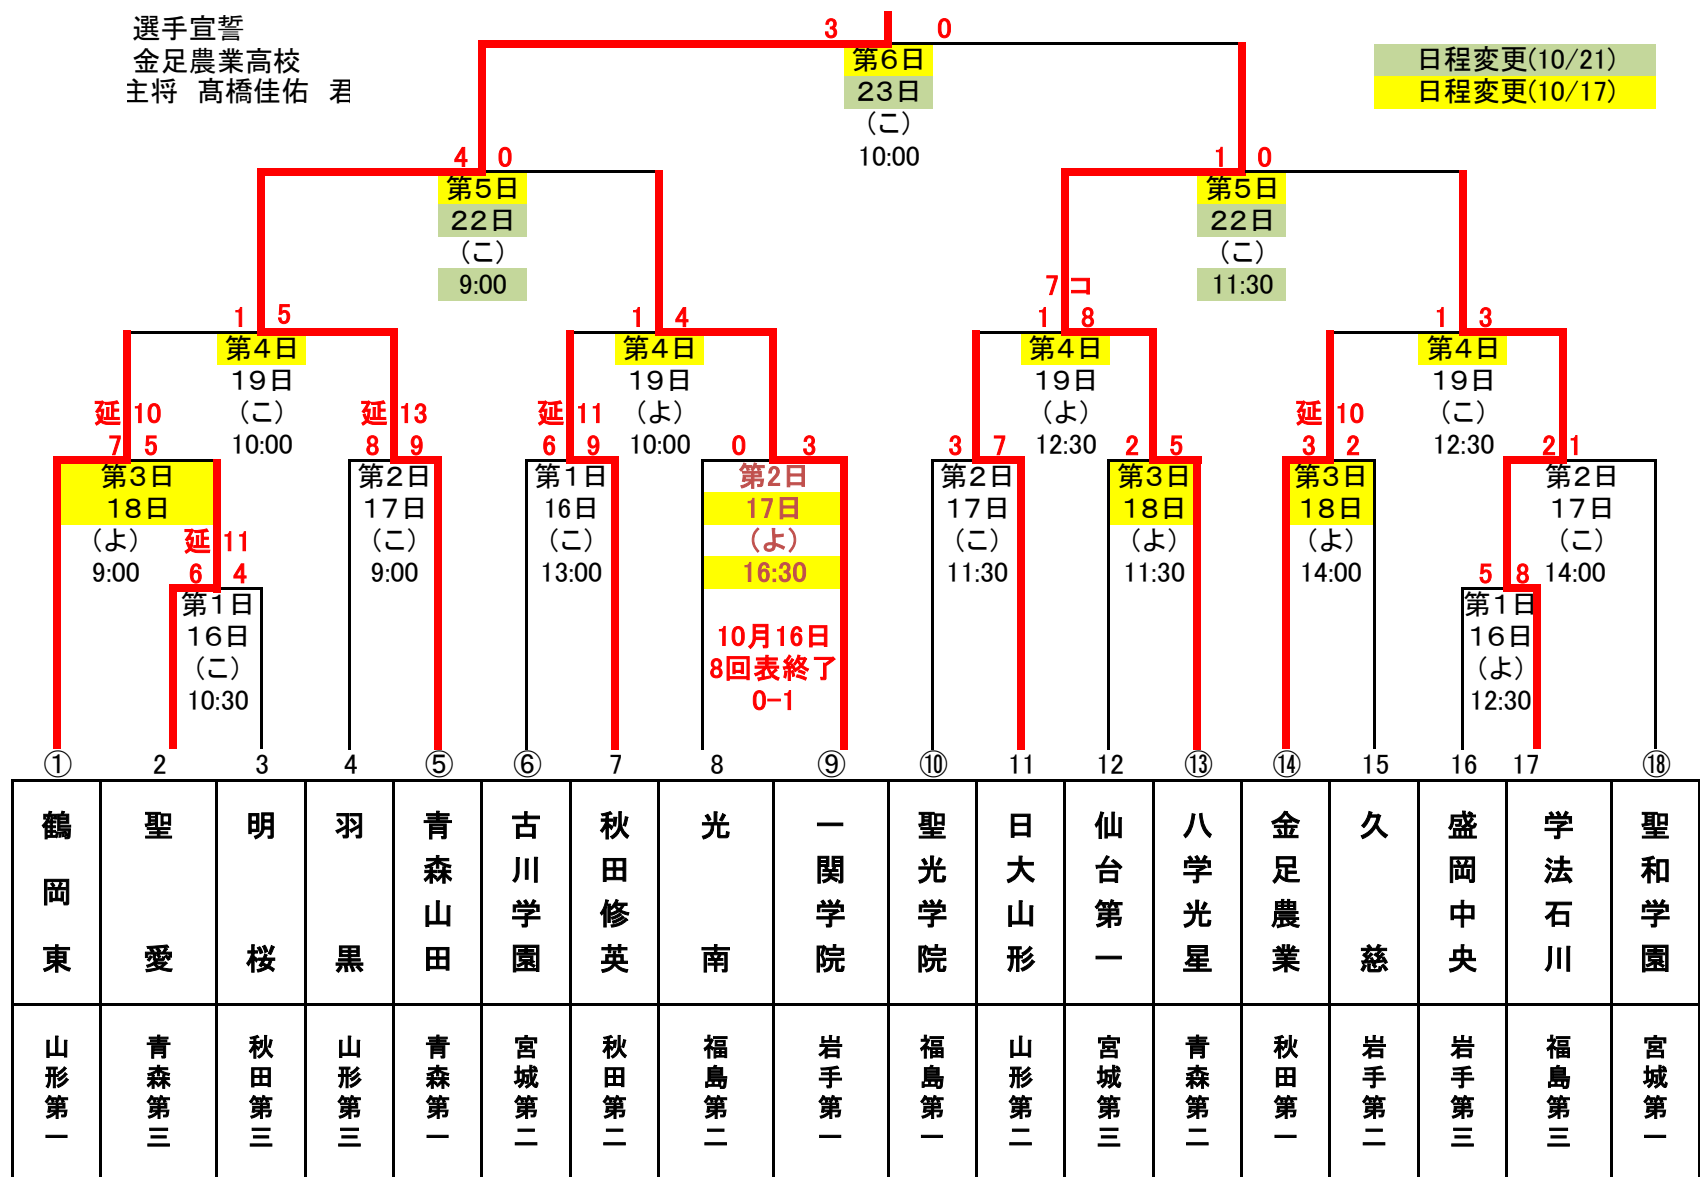 選手宣誓
金足農業高校
主将 髙橋佳佑 君
日程変更(10/21)
日程変更(10/17)
3 0
第6日
23日
(こ)
10:00
4 0
第5日
22日
(こ)
9:00
1 0
第5日
22日
(こ)
11:30
1 5
第4日
19日
(こ)
10:00
1 4
第4日
19日
(よ)
10:00
7コ
1 8
第4日
19日
(よ)
12:30
1 3
第4日
19日
(こ)
12:30
延 10
7 5
第3日
18日
(よ)
9:00
延 13
8 9
第2日
17日
(こ)
9:00
延 11
6 9
第1日
16日
(こ)
13:00
0 3
第2日
17日
(よ)
16:30
10月16日
8回表終了
0-1
3 7
第2日
17日
(こ)
11:30
2 5
第3日
18日
(よ)
11:30
延 10
3 2
第3日
18日
(よ)
14:00
2 1
第2日
17日
(こ)
14:00
延 11
6 4
第1日
16日
(こ)
10:30
5 8
第1日
16日
(よ)
12:30
① 2 3 4 ⑤ ⑥ 7 8 ⑨ ⑩ 11 12 ⑬ ⑭ 15 16 17 ⑱
鶴岡東
聖愛
明桜
羽黒
青森山田
古川学園
秋田修英
光南
一関学院
聖光学院
日大山形
仙台第一
八学光星
金足農業
久慈
盛岡中央
学法石川
聖和学園
山形第一
青森第三
秋田第三
山形第三
青森第一
宮城第二
秋田第二
福島第二
岩手第一
福島第一
山形第二
宮城第三
青森第二
秋田第一
岩手第二
岩手第三
福島第三
宮城第一